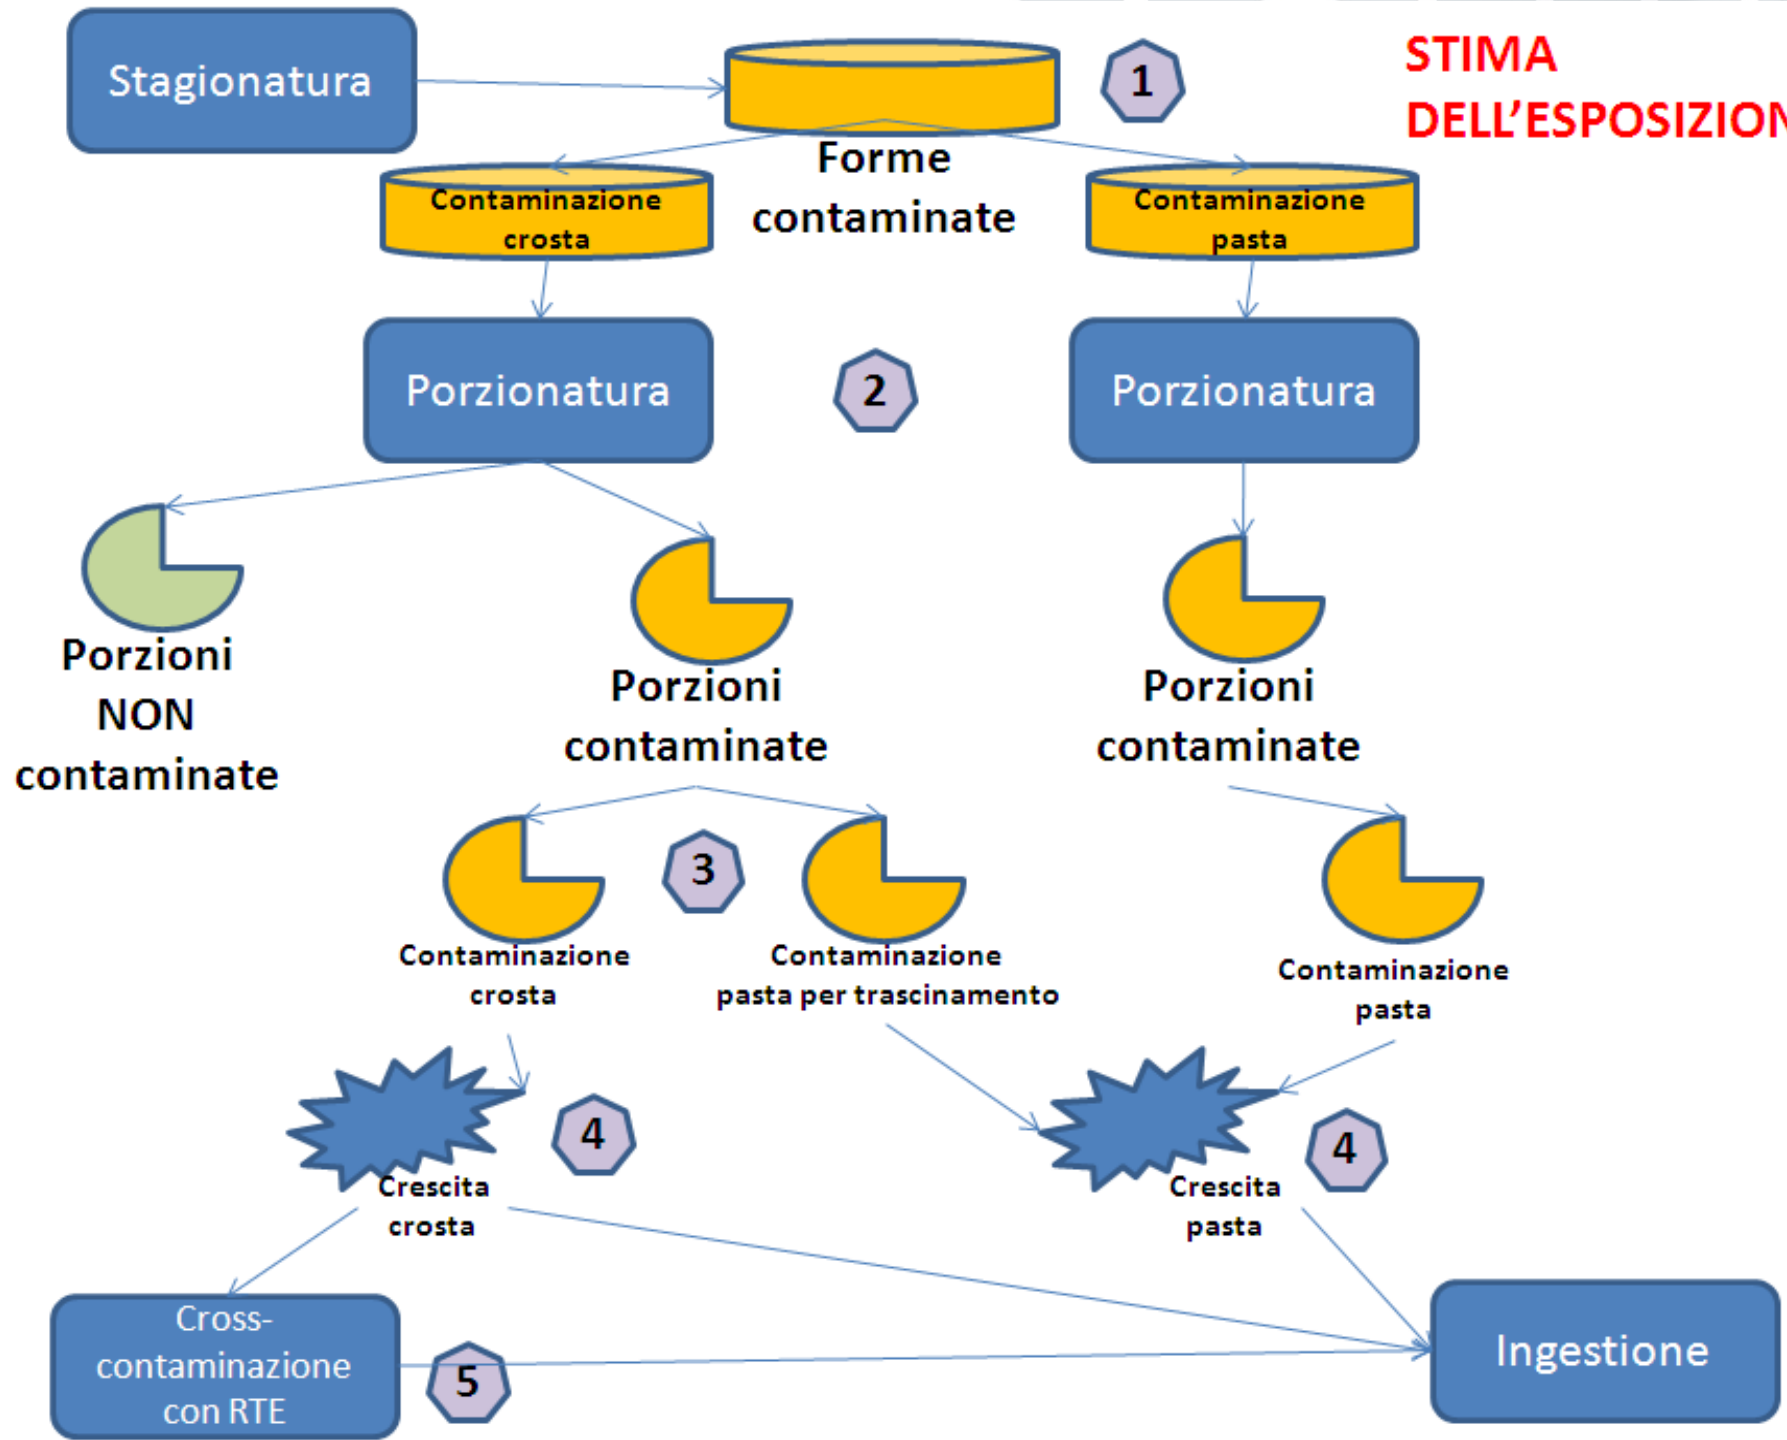 Stagionatura
1
STIMA
DELL'ESPOSIZION
Forme
contaminate
Contaminazione
crosta
Contaminazione
pasta
Porzionatura
2
Porzionatura
Porzioni
NON
contaminate
Porzioni
contaminate
Porzioni
contaminate
3
Contaminazione
crosta
Contaminazione
pasta per trascinamento
Contaminazione
pasta
4
4
Crescita
crosta
Crescita
pasta
Cross-
contaminazione
con RTE
5
Ingestione